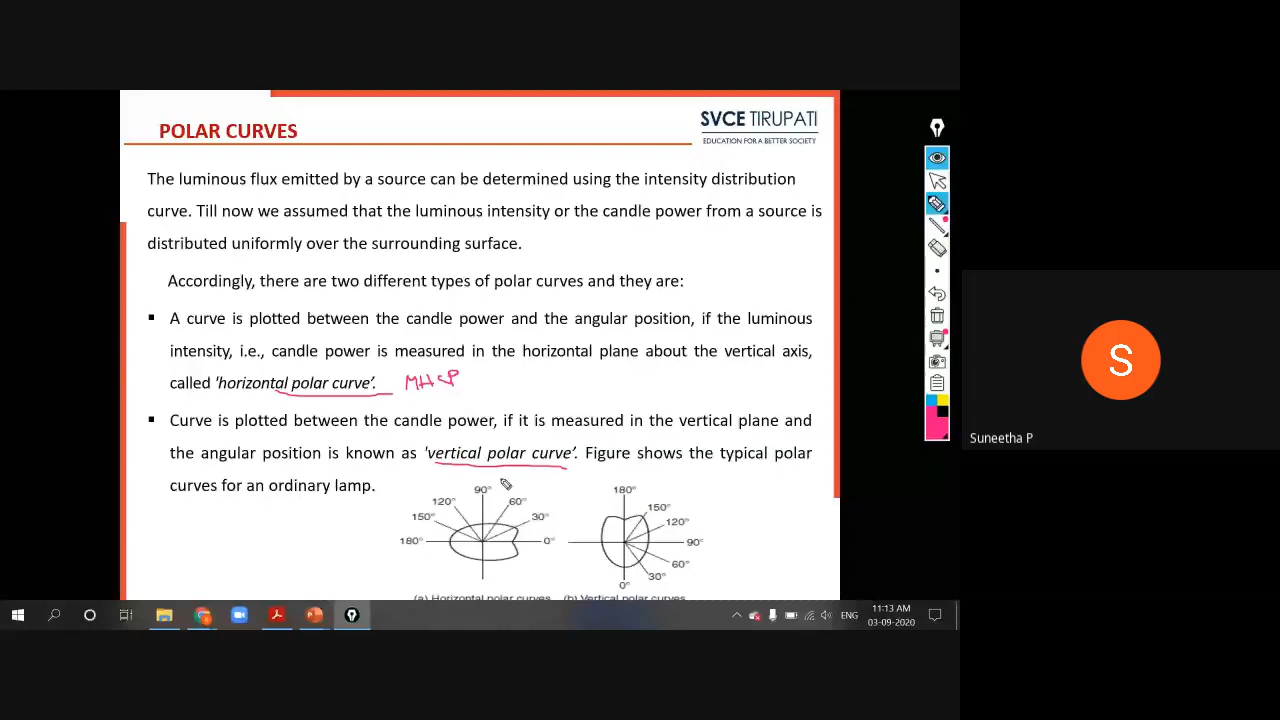 POLAR CURVES
SVCE TIRUPATI
EDUCATION FOR A BETTER SOCIETY
The luminous flux emitted by a source can be determined using the intensity distribution
curve. Till now we assumed that the luminous intensity or the candle power from a source is
distributed uniformly over the surrounding surface.
Accordingly, there are two different types of polar curves and they are:
▪ A curve is plotted between the candle power and the angular position, if the luminous
intensity, i.e., candle power is measured in the horizontal plane about the vertical axis,
called 'horizontal polar curve'. MHCP
▪ Curve is plotted between the candle power, if it is measured in the vertical plane and
the angular position is known as 'vertical polar curve'. Figure shows the typical polar
curves for an ordinary lamp.
90° 180°
120° 60° 150°
150° 30° 120°
180° 0° 90°
60°
30°
0°
(a) Horizontal polar curves (b) Vertical polar curves
S
Suneetha P
ENG
11:13 AM
03-09-2020